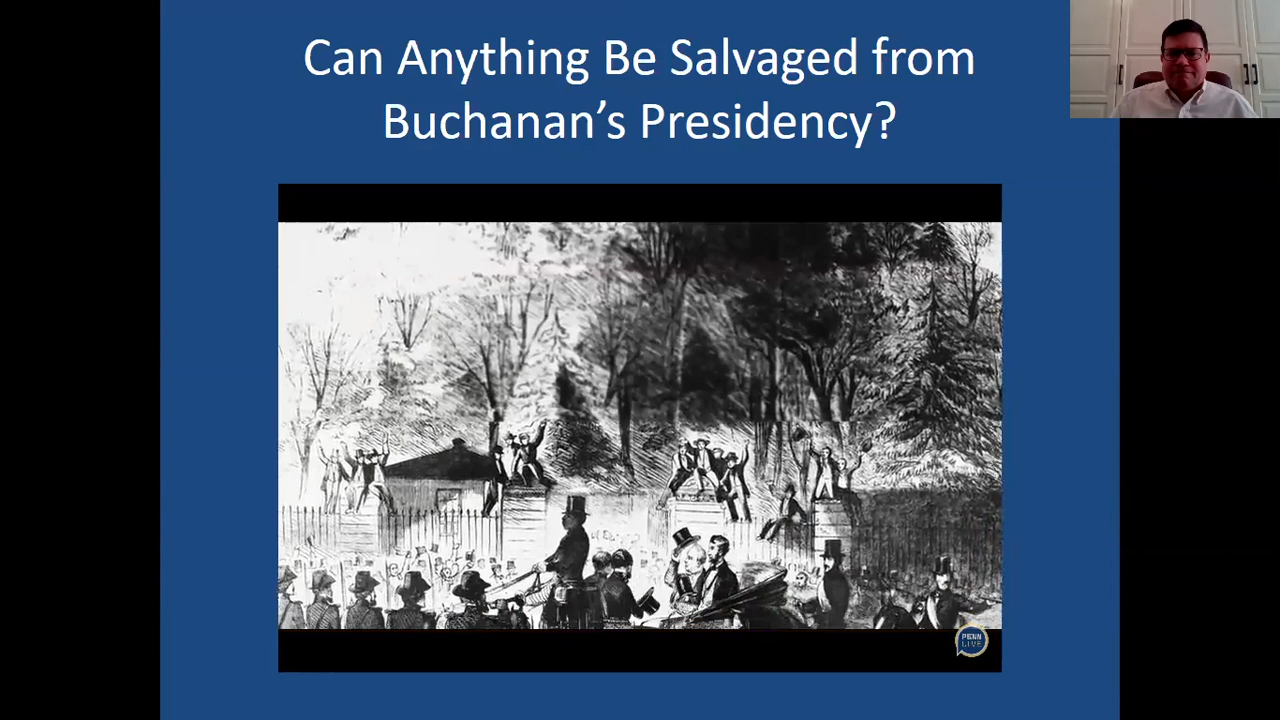 Can Anything Be Salvaged from
Buchanan’s Presidency?
PENN
LIVE